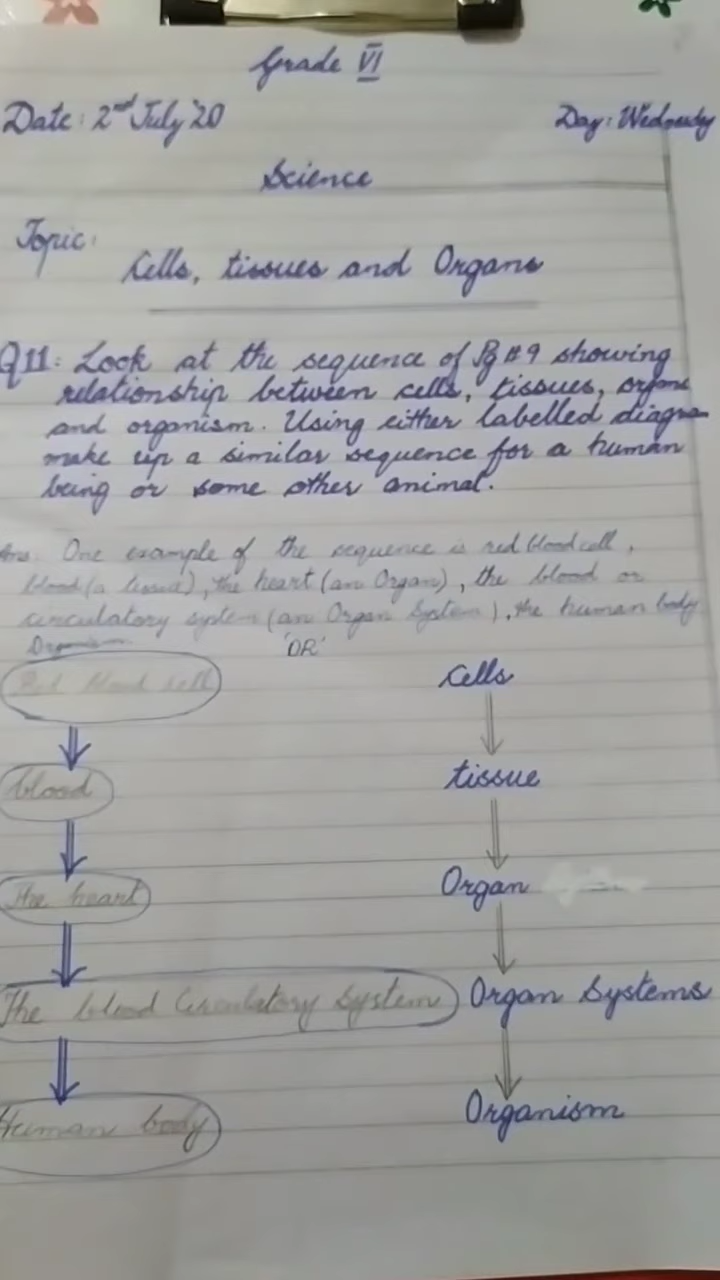 Grade VI
Date: 2nd July '20 Day: Wednesday
Science
Topic:
Cells, tissues and Organs
Q11: Look at the sequence of Pg # 9 showing
relationship between cells, tissues, organs
and organism. Using either labelled diagram
make up a similar sequence for a human
being or some other animal.
Ans. One example of the sequence is red blood cell,
blood (a tissue), the heart (an Organ), the blood or
circulatory system (an Organ System), the human body
Organism
'OR'
Red blood cell Cells
blood tissue
The heart Organ
The blood Circulatory System Organ Systems
Human body Organism